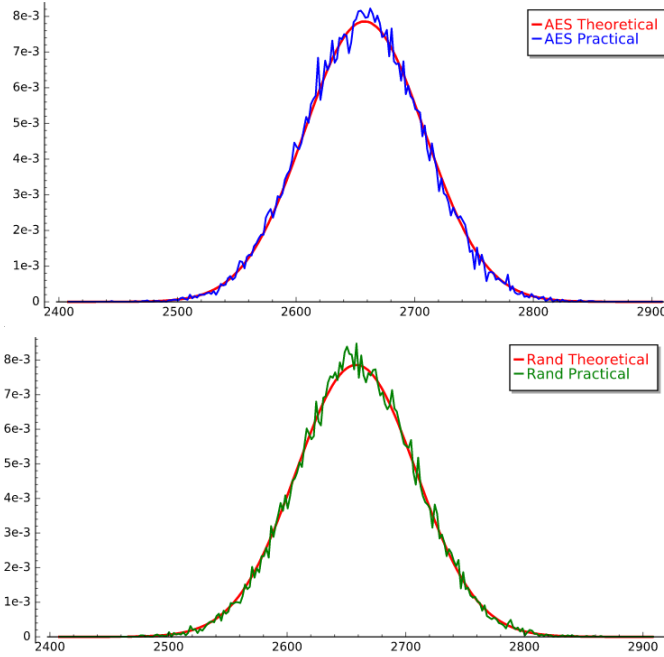 8e-3
7e-3
6e-3
5e-3
4e-3
3e-3
2e-3
1e-3
0
2400 2500 2600 2700 2800 2900
AES Theoretical
AES Practical
8e-3
7e-3
6e-3
5e-3
4e-3
3e-3
2e-3
1e-3
0
2400 2500 2600 2700 2800 2900
Rand Theoretical
Rand Practical